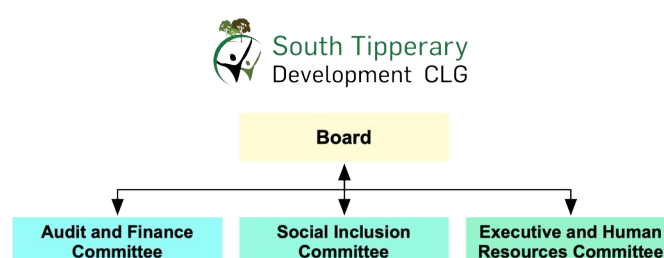 South Tipperary
Development CLG
Board
Audit and Finance
Committee
Social Inclusion
Committee
Executive and Human
Resources Committee